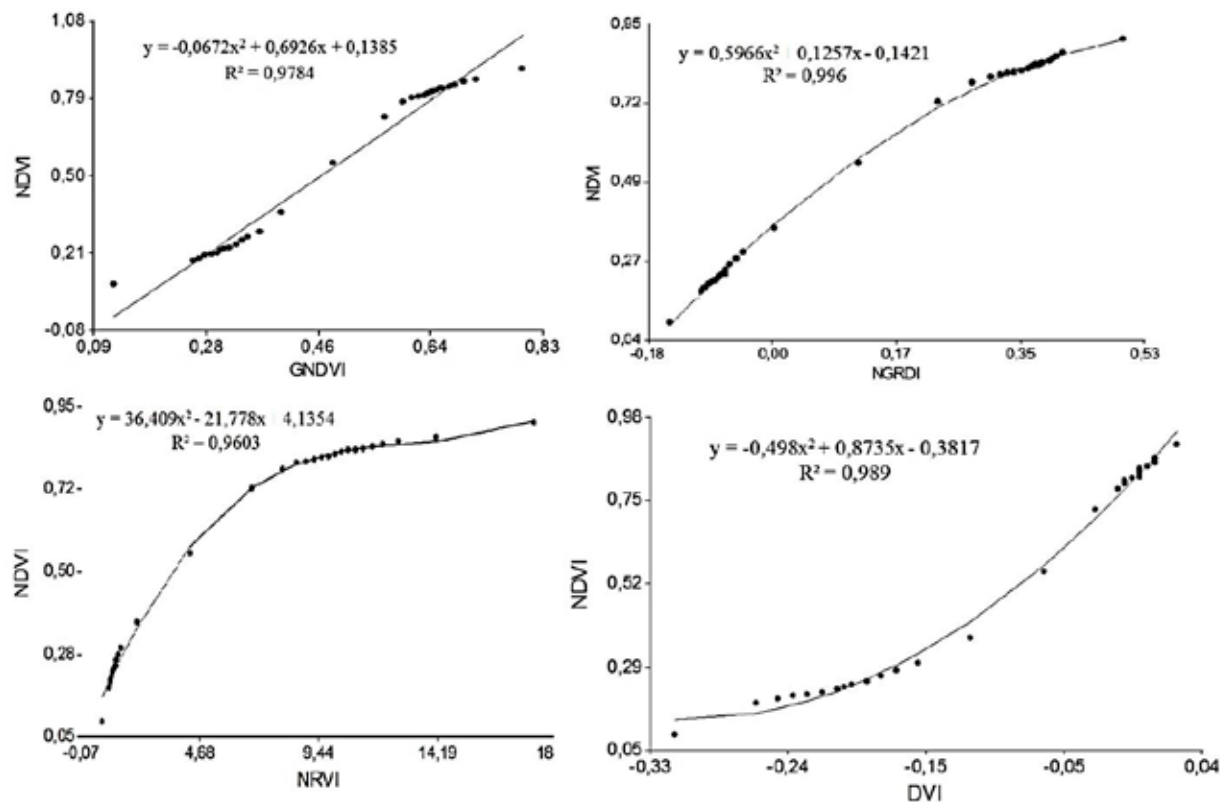 1,08
y = -0,0672x² + 0,6926x + 0,1385
R² = 0,9784
0,79
NDVI
0,50
0,21
-0,08
0,09 0,28 0,46 0,64 0,83
GNDVI
0,85
y = 0,5966x² 0,1257x - 0,1421
R² = 0,996
0,72
0,49
0,27
0,04
-0,18 0,00 0,17 0,35 0,53
NGRDI
0,95
y = 36,409x² - 21,778x 4,1354
R² = 0,9603
0,72
NDVI
0,50
0,28
0,05
-0,07 4,68 9,44 14,19 18
NRVI
0,98
y = -0,498x² + 0,8735x - 0,3817
R² = 0,989
0,75
NDVI
0,52
0,29
0,05
-0,33 -0,24 -0,15 -0,05 0,04
DVI